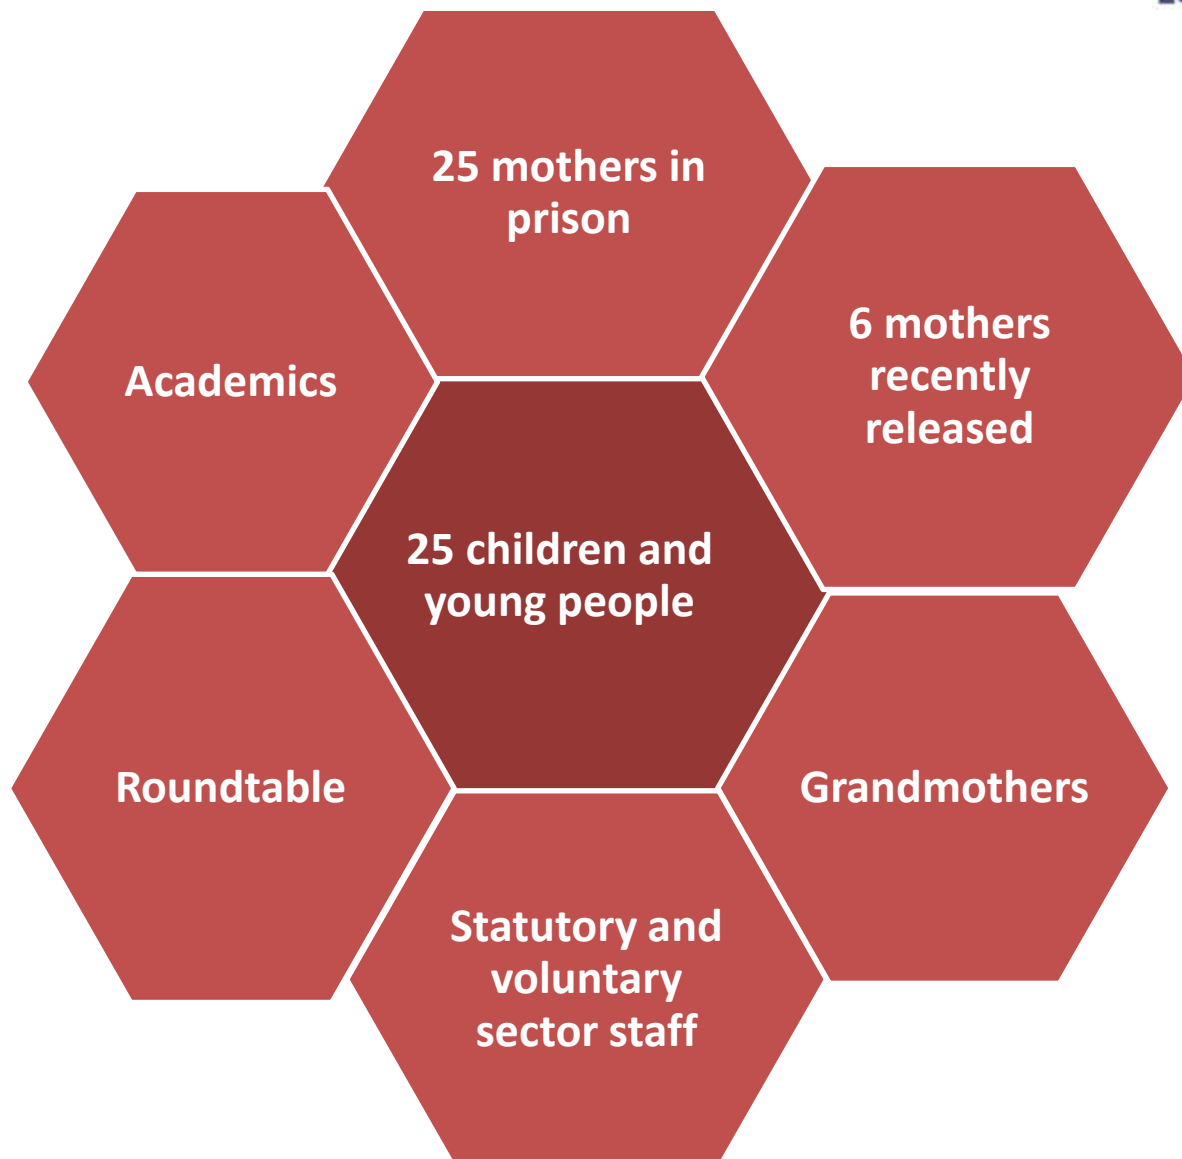 25 mothers in
prison
6 mothers
recently
released
Academics
25 children and
young people
Roundtable
Grandmothers
Statutory and
voluntary
sector staff